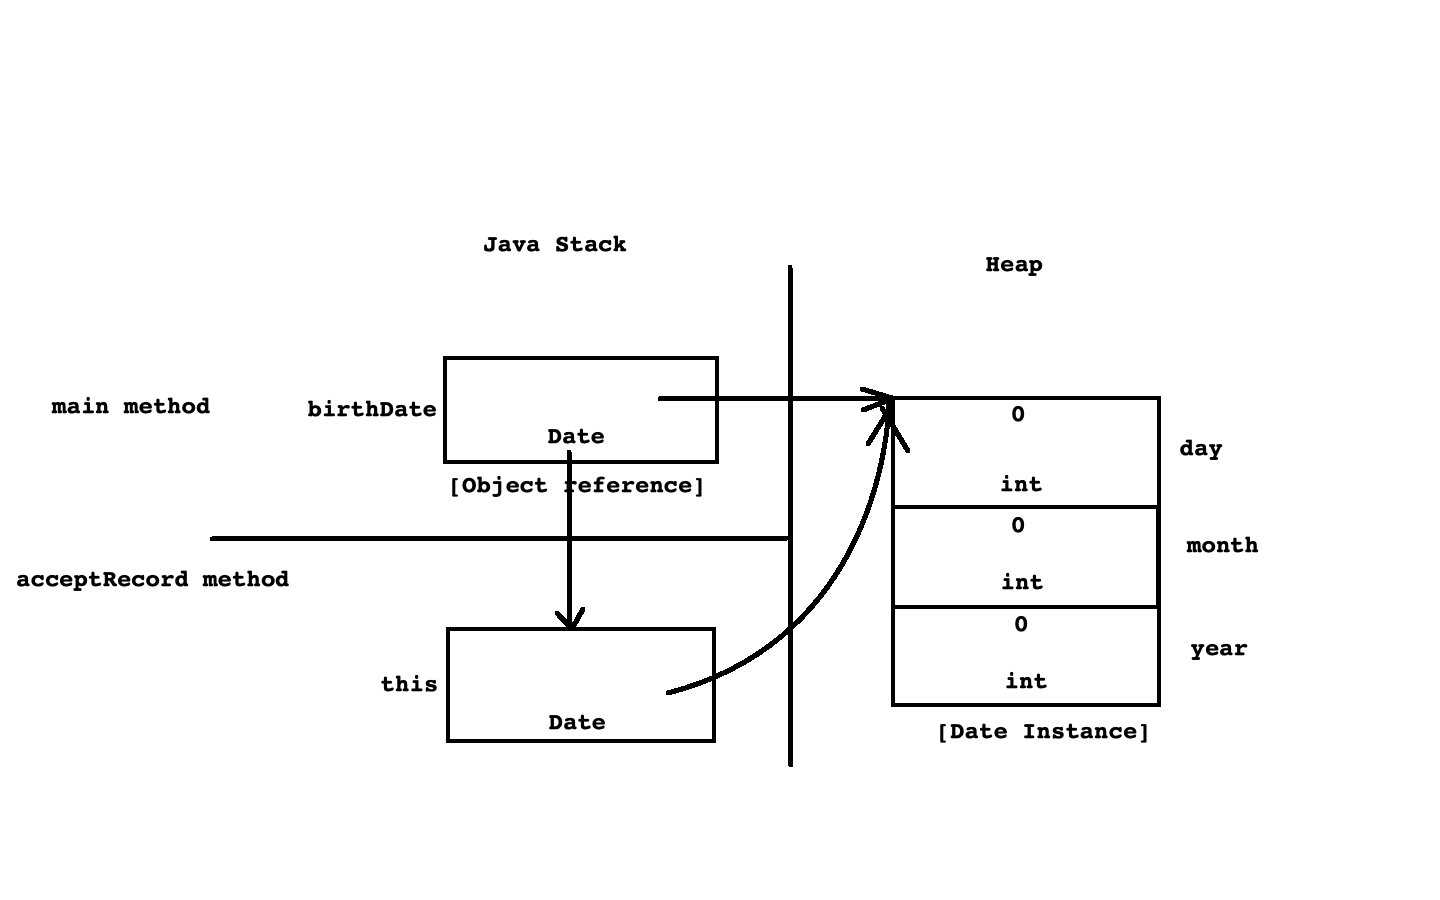 Java Stack
Heap
main method
birthDate
Date
[Object reference]
0
int
day
0
int
month
0
int
year
[Date Instance]
acceptRecord method
this
Date